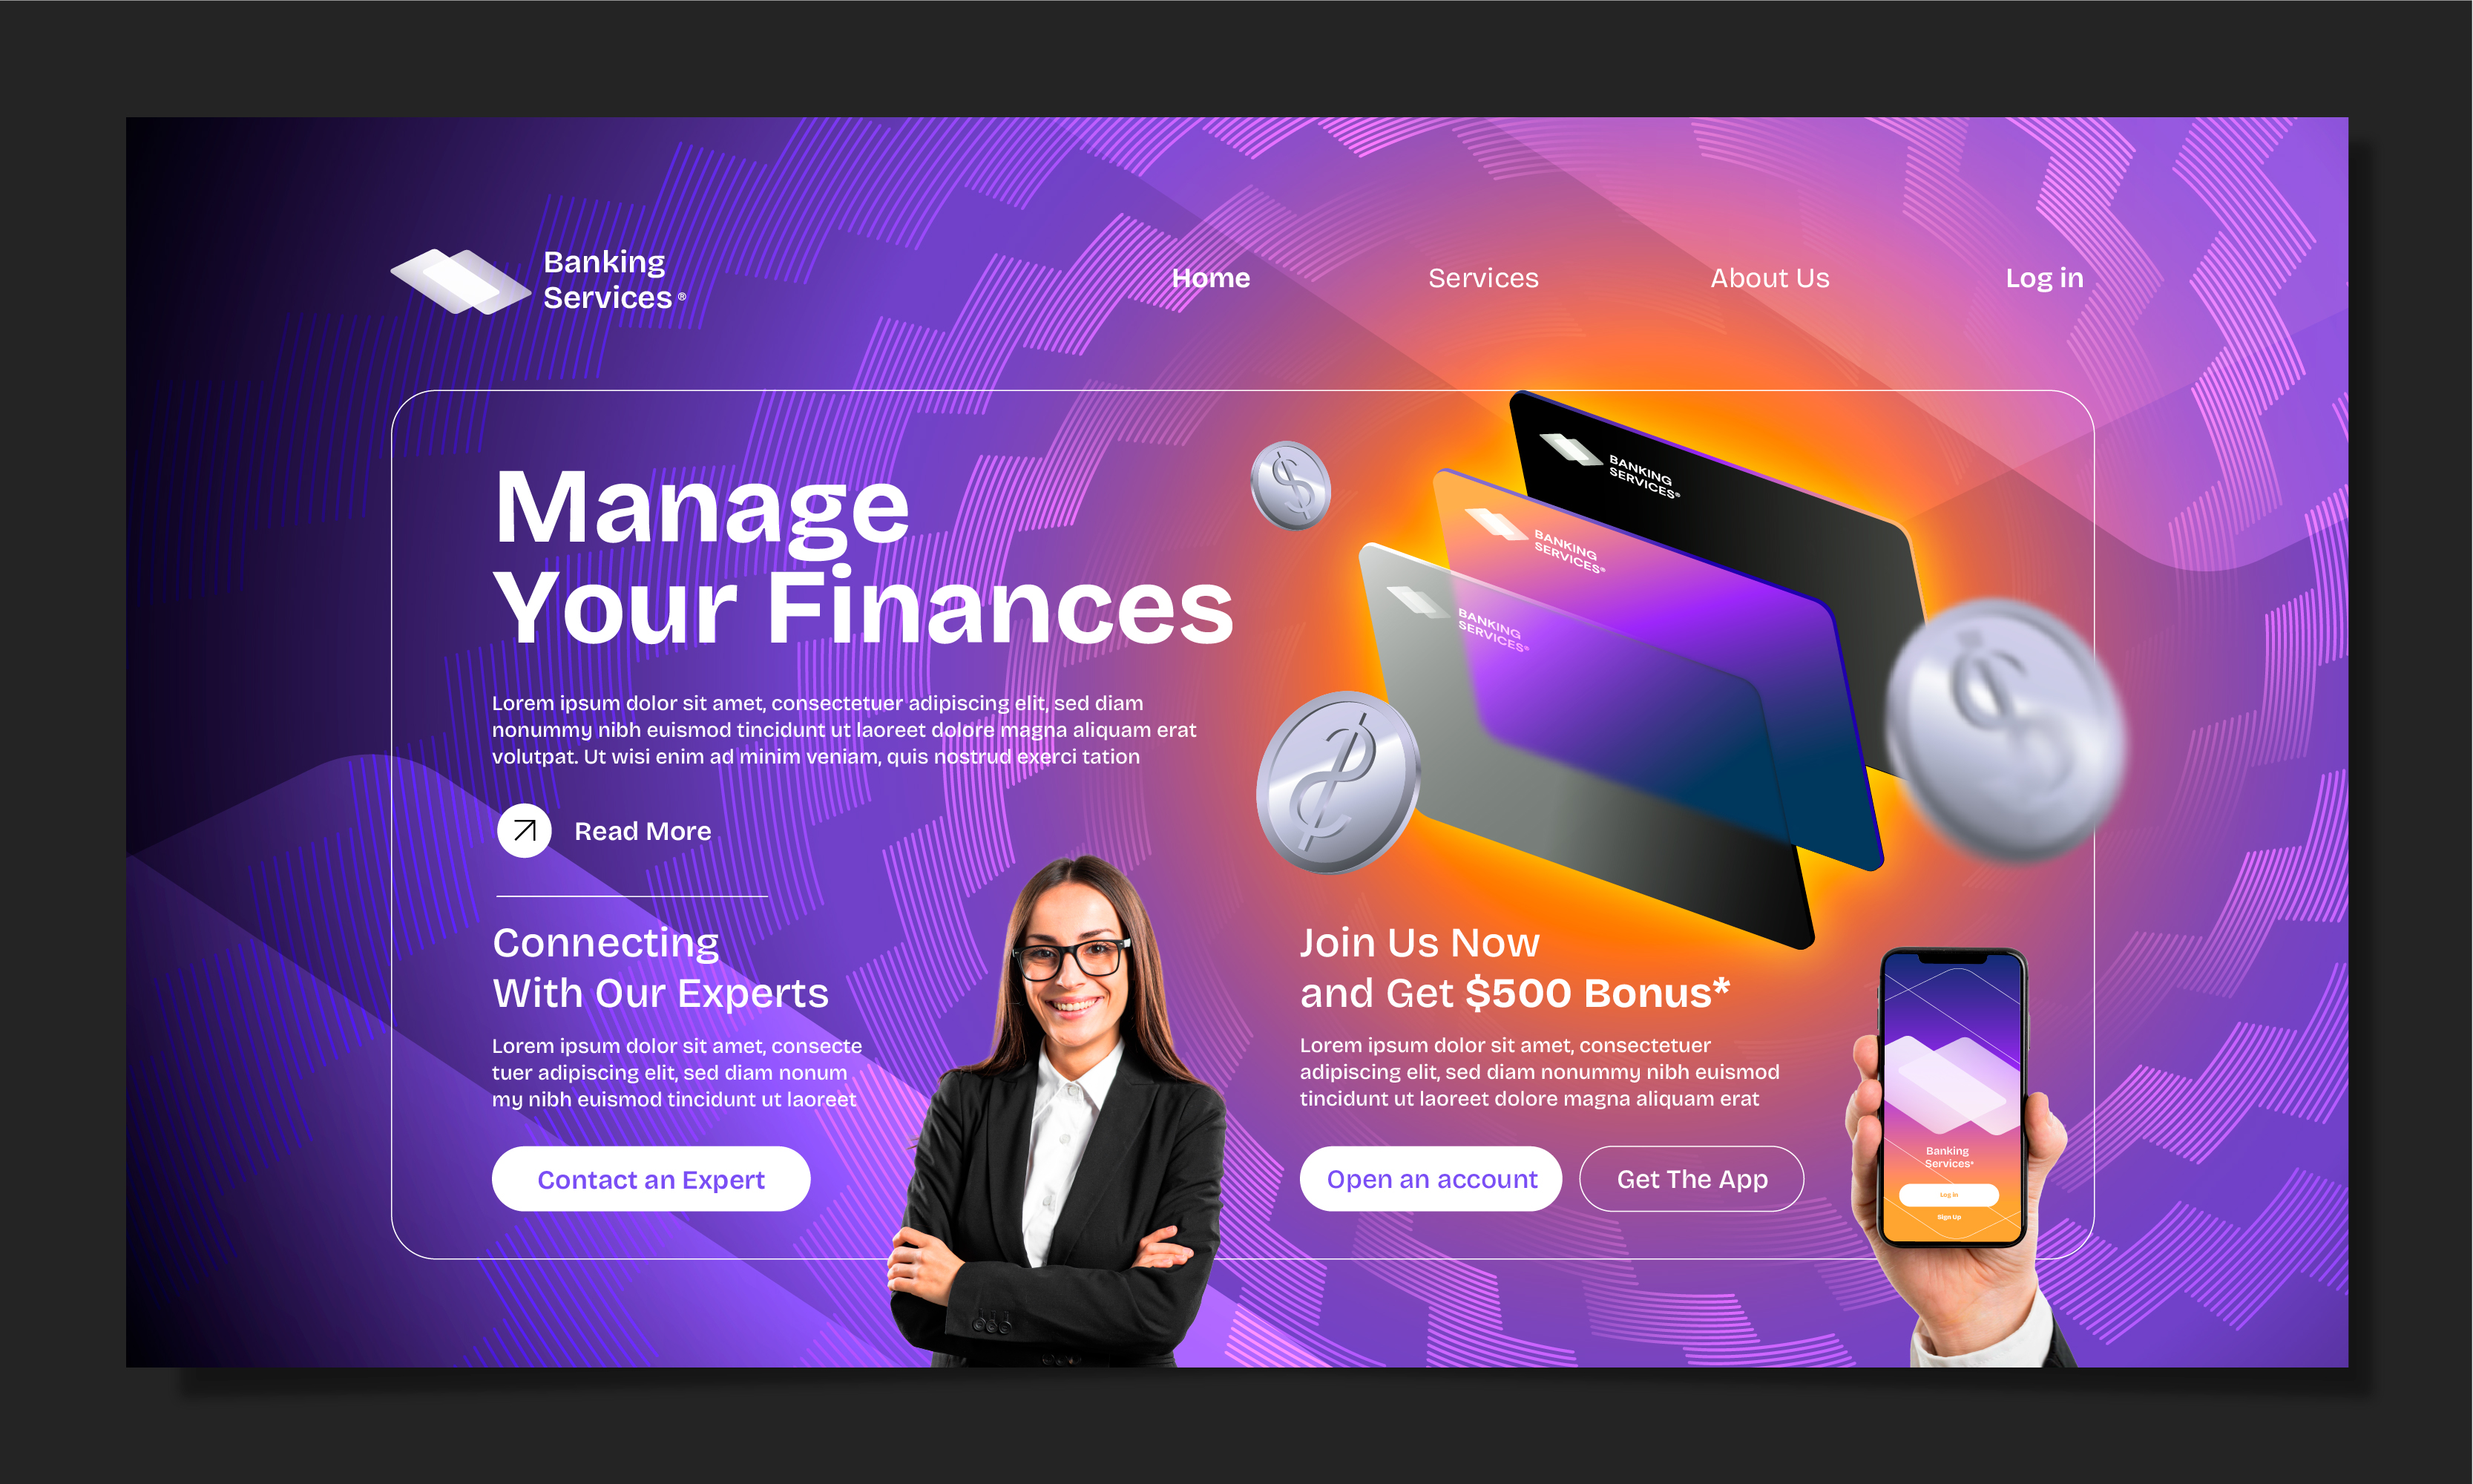 Banking
Services®
Home
Services
About Us
Log in
Manage
Your Finances
Lorem ipsum dolor sit amet, consectetuer adipiscing elit, sed diam
nonummy nibh euismod tincidunt ut laoreet dolore magna aliquam erat
volutpat. Ut wisi enim ad minim veniam, quis nostrud exerci tation
Read More
BANKING
SERVICES®
BANKING
SERVICES®
BANKING
SERVICES®
Connecting
With Our Experts
Lorem ipsum dolor sit amet, consecte
tuer adipiscing elit, sed diam nonum
my nibh euismod tincidunt ut laoreet
Contact an Expert
Join Us Now
and Get $500 Bonus*
Lorem ipsum dolor sit amet, consectetuer
adipiscing elit, sed diam nonummy nibh euismod
tincidunt ut laoreet dolore magna aliquam erat
Open an account
Get The App
Banking
Services®
Log in
Sign Up